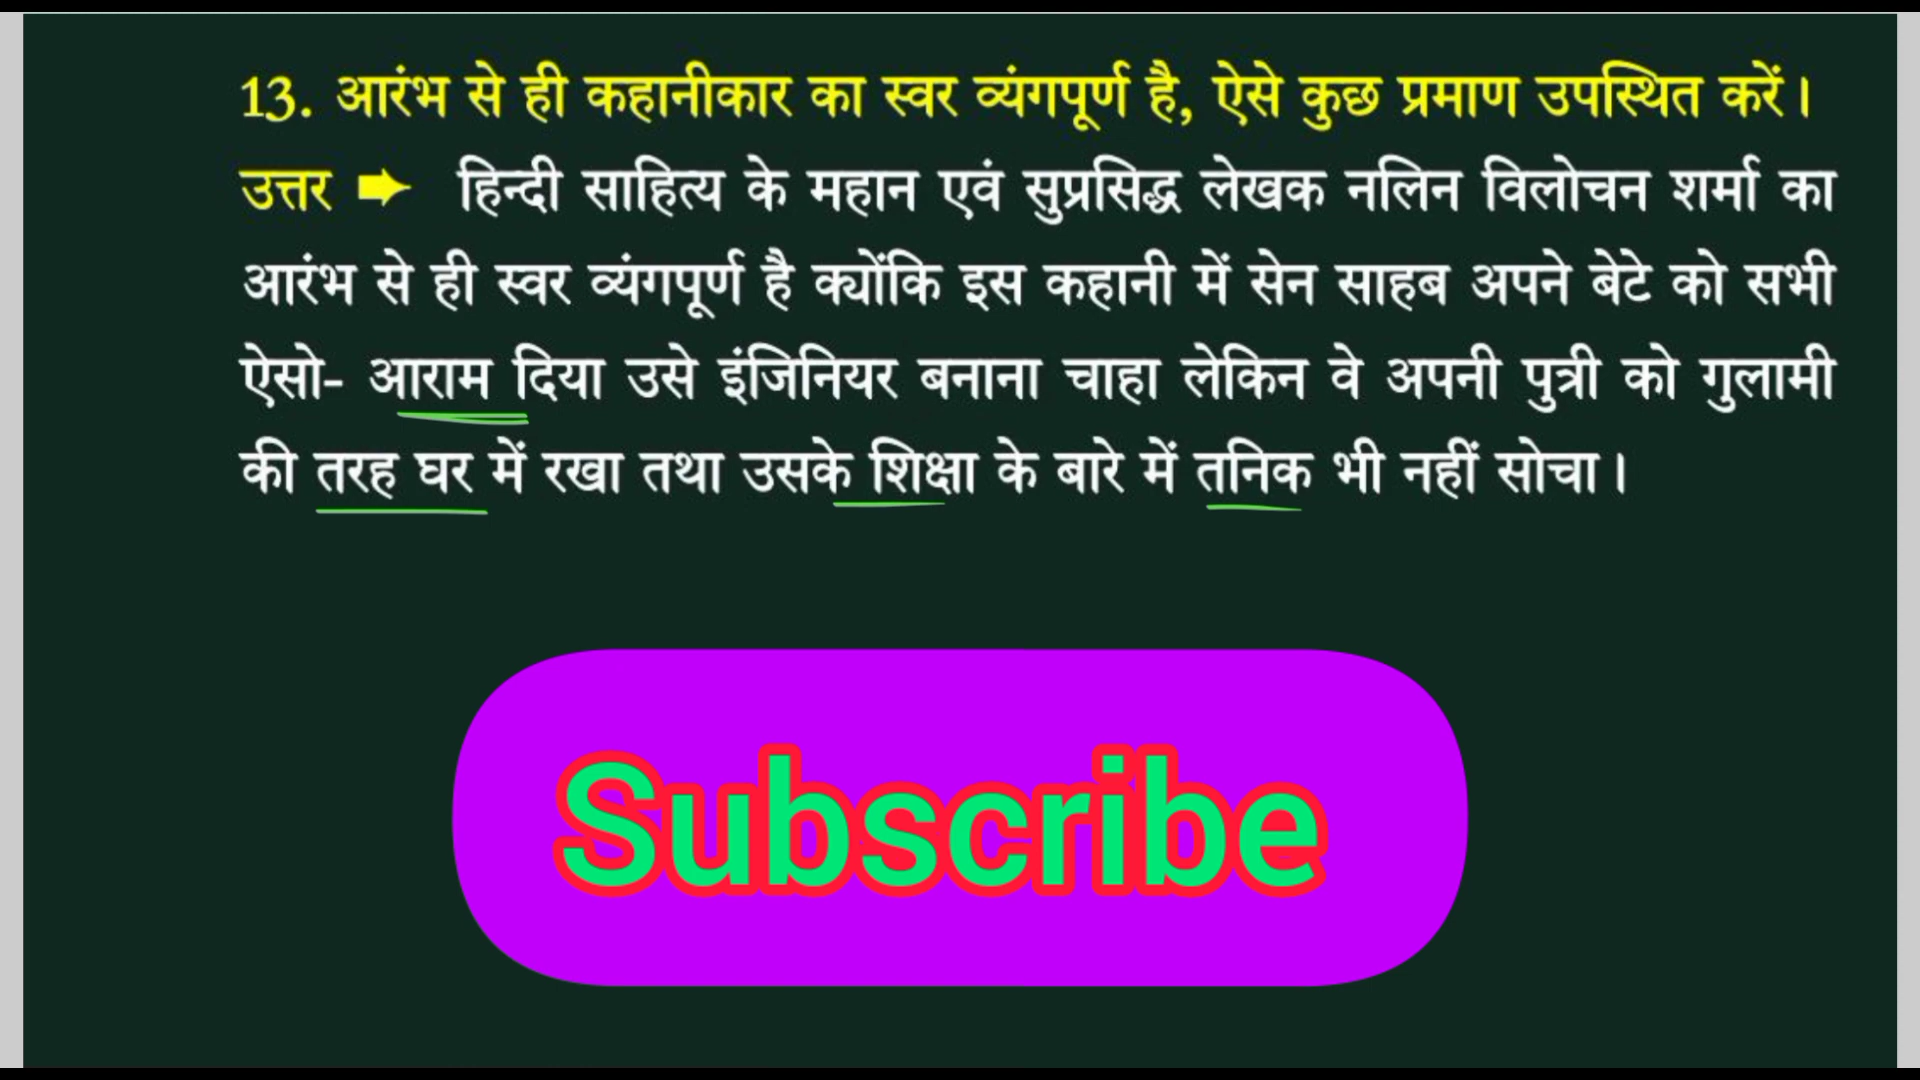 13. आरंभ से ही कहानीकार का स्वर व्यंगपूर्ण है, ऐसे कुछ प्रमाण उपस्थित करें।
उत्तर ➨ हिन्दी साहित्य के महान एवं सुप्रसिद्ध लेखक नलिन विलोचन शर्मा का
आरंभ से ही स्वर व्यंगपूर्ण है क्योंकि इस कहानी में सेन साहब अपने बेटे को सभी
ऐसो- आराम दिया उसे इंजिनियर बनाना चाहा लेकिन वे अपनी पुत्री को गुलामी
की तरह घर में रखा तथा उसके शिक्षा के बारे में तनिक भी नहीं सोचा।
Subscribe